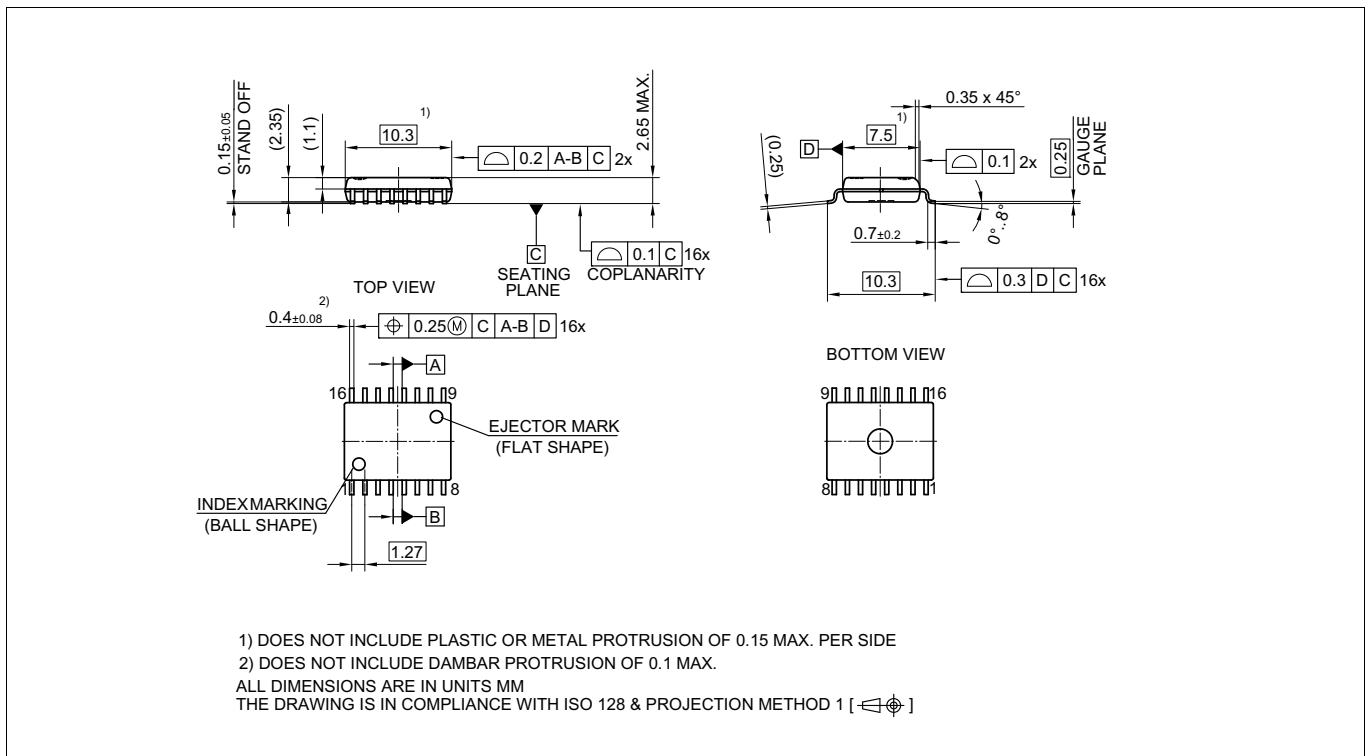 0.15±0.05
STAND OFF
(2.35)
(1.1)
10.3
1)
2.65 MAX.
0.2 A-B C 2x
C
SEATING
PLANE
0.1 C 16x
COPLANARITY
0.35 x 45°
7.5
1)
D
(0.25)
0.1 2x
0.25
GAUGE
PLANE
0°..8°
0.7±0.2
10.3
0.3 D C 16x
TOP VIEW
2)
0.4±0.08
0.25Ⓜ C A-B D 16x
A
16 9
EJECTOR MARK
(FLAT SHAPE)
1 8
INDEX MARKING
(BALL SHAPE)
B
1.27
BOTTOM VIEW
9 16
8 1
1) DOES NOT INCLUDE PLASTIC OR METAL PROTRUSION OF 0.15 MAX. PER SIDE
2) DOES NOT INCLUDE DAMBAR PROTRUSION OF 0.1 MAX.
ALL DIMENSIONS ARE IN UNITS MM
THE DRAWING IS IN COMPLIANCE WITH ISO 128 & PROJECTION METHOD 1 [ ]